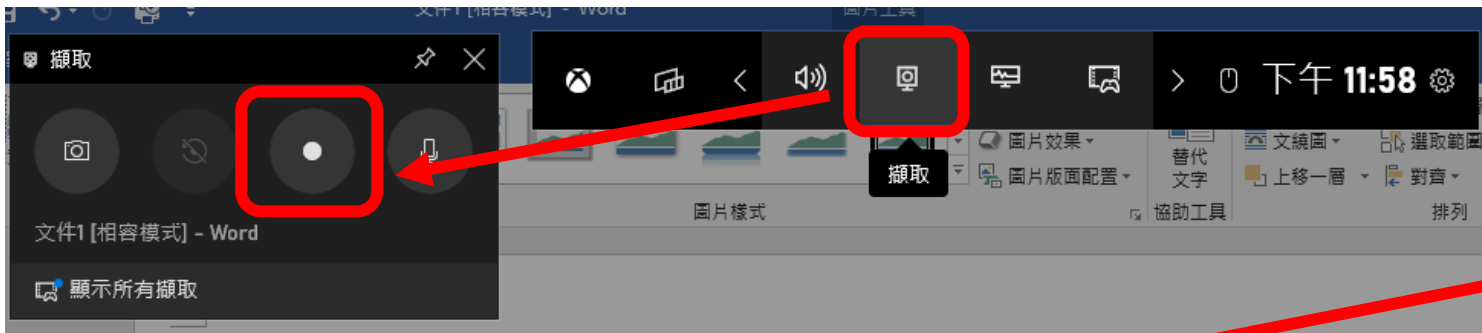 文件1 [相容模式] - Word
圖片工具
擷取
下午 11:58
圖片效果
替代
文字
文繞圖
選取範圍
擷取
圖片版面配置
上移一層
對齊
文件1 [相容模式] – Word
圖片樣式
協助工具
排列
顯示所有擷取